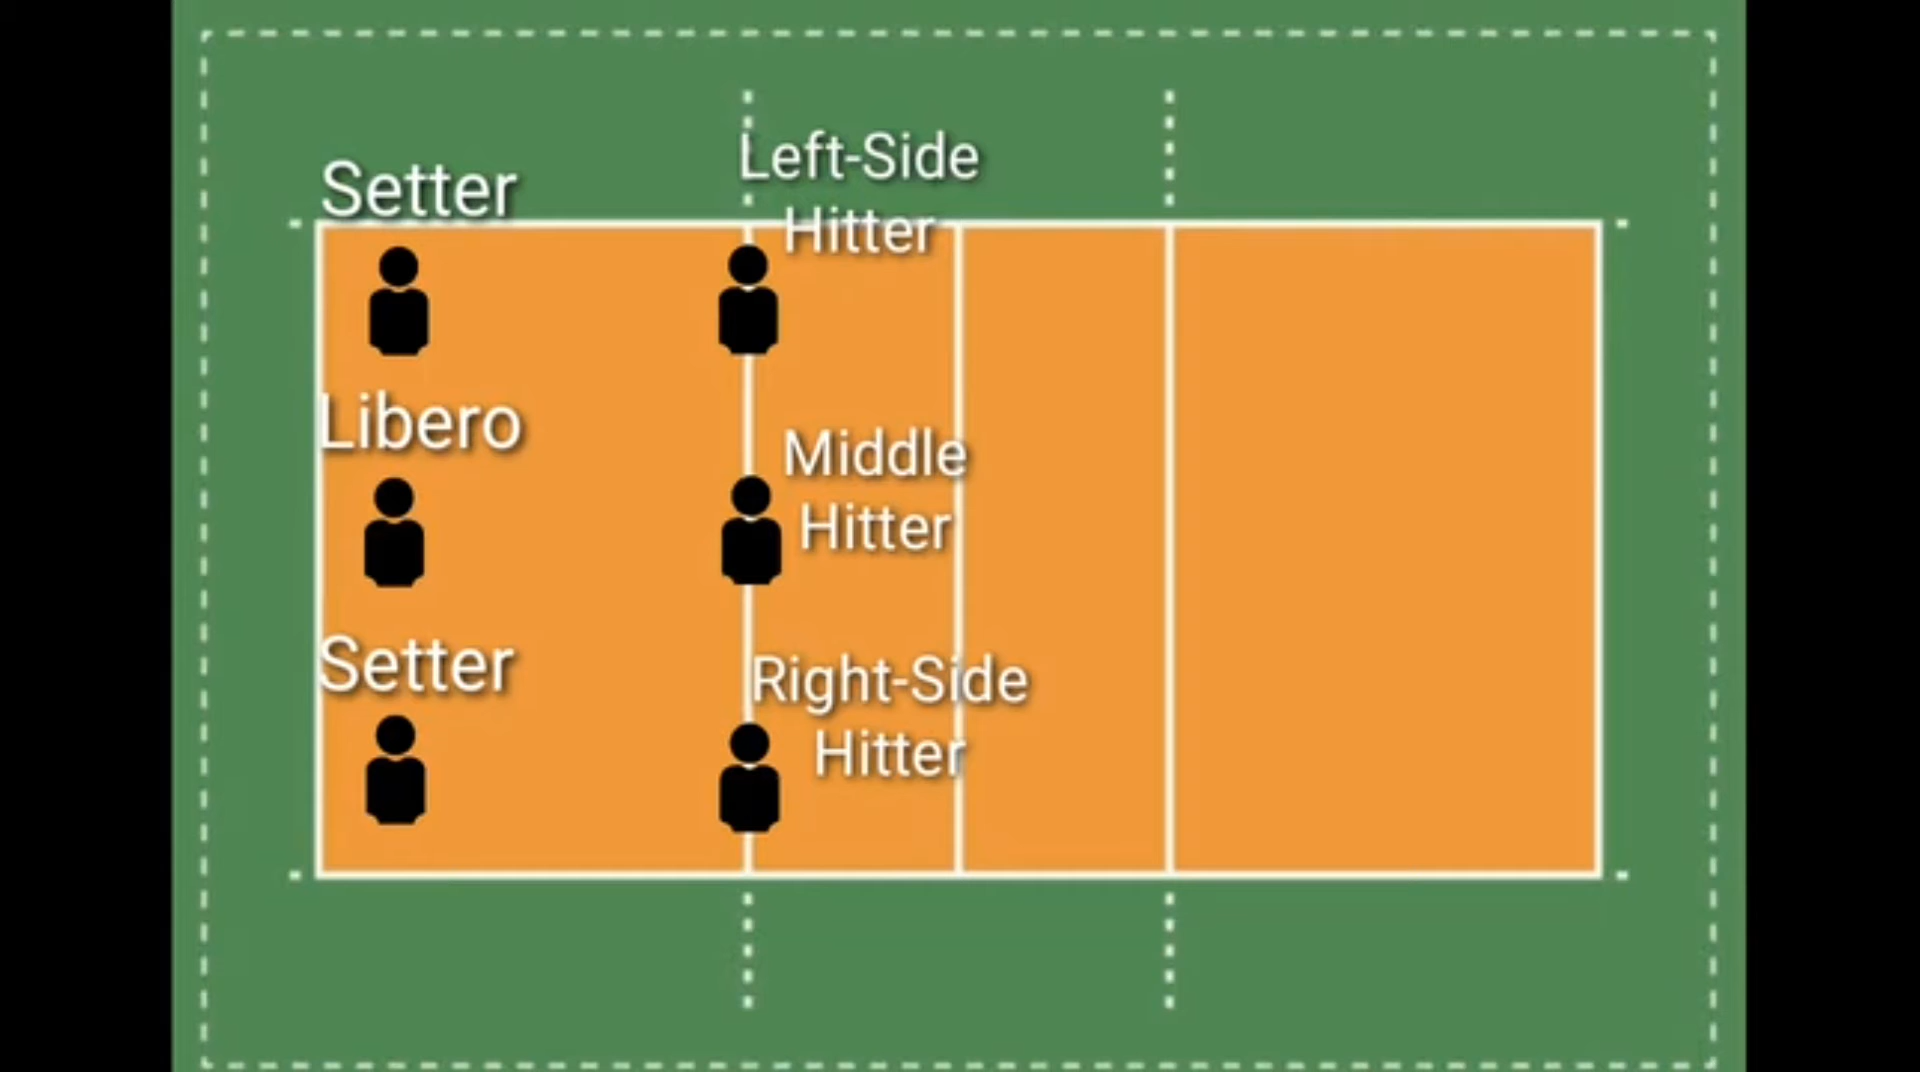 Setter
Left-Side
Hitter
Libero
Middle
Hitter
Setter
Right-Side
Hitter